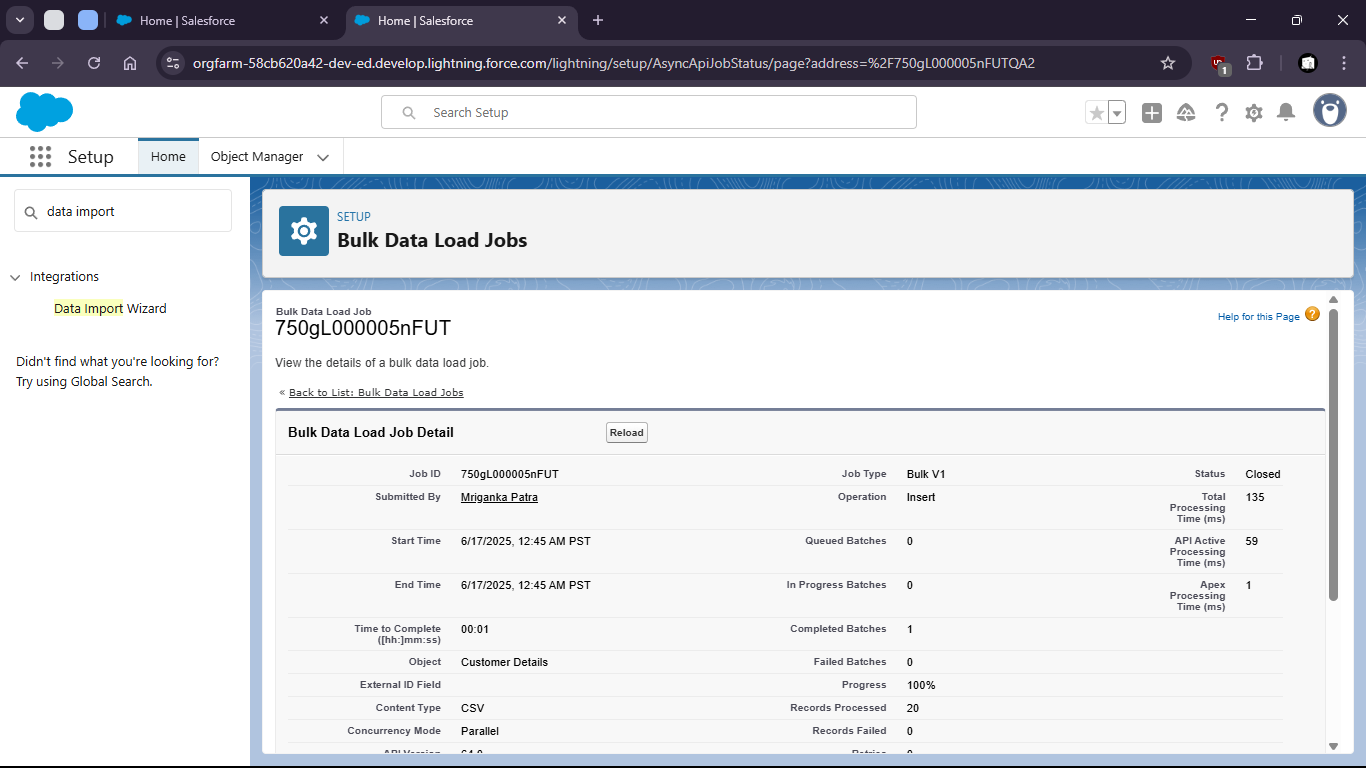 Home | Salesforce
Home | Salesforce
orgfarm-58cb620a42-dev-ed.develop.lightning.force.com/lightning/setup/AsyncApiJobStatus/page?address=%2F750gL000005nFUTQA2
1
Search Setup
Setup
Home
Object Manager
data import
Integrations
Data Import Wizard
Didn't find what you're looking for?
Try using Global Search.
SETUP
Bulk Data Load Jobs
Bulk Data Load Job
750gL000005nFUT
Help for this Page ?
View the details of a bulk data load job.
« Back to List: Bulk Data Load Jobs
Bulk Data Load Job Detail
Reload
Job ID 750gL000005nFUT Job Type Bulk V1 Status Closed
Submitted By Mriganka Patra Operation Insert Total Processing Time (ms) 135
Start Time 6/17/2025, 12:45 AM PST Queued Batches 0 API Active Processing Time (ms) 59
End Time 6/17/2025, 12:45 AM PST In Progress Batches 0 Apex Processing Time (ms) 1
Time to Complete ([hh:]mm:ss) 00:01 Completed Batches 1
Object Customer Details Failed Batches 0
External ID Field Progress 100%
Content Type CSV Records Processed 20
Concurrency Mode Parallel Records Failed 0